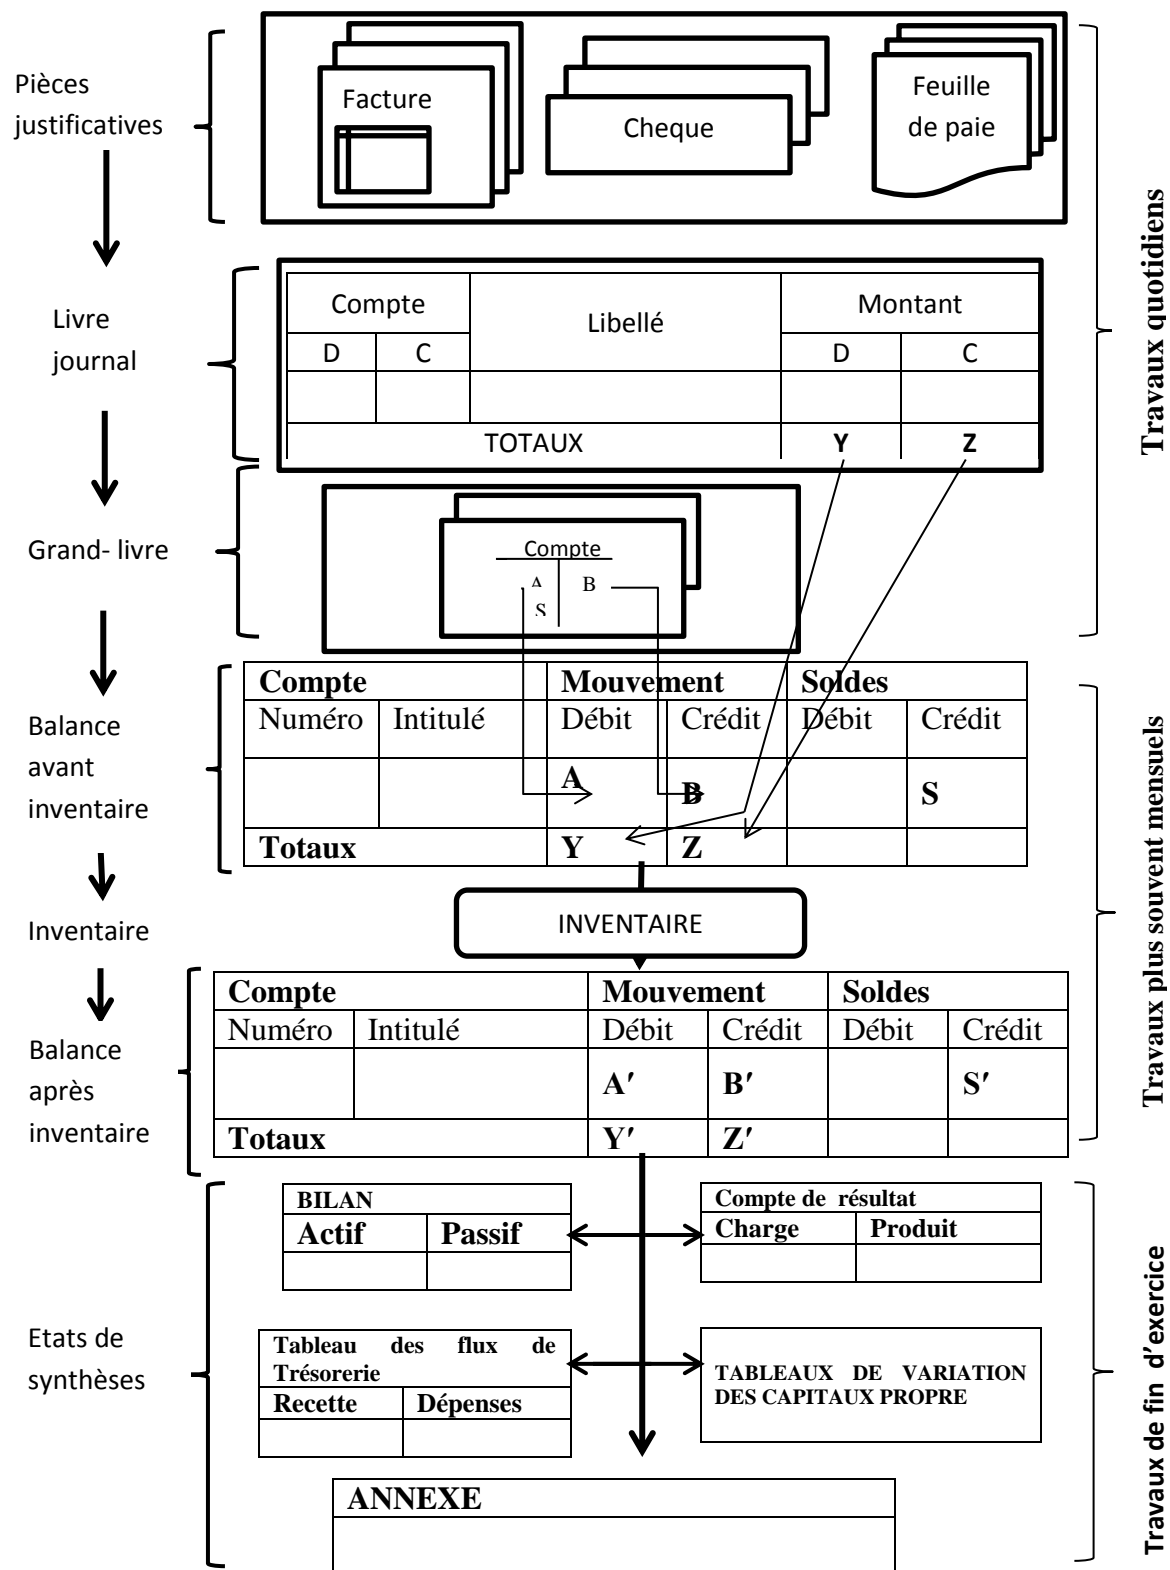 Pièces
justificatives
Facture
Cheque
Feuille
de paie
Travaux quotidiens
Livre
journal
Compte
Libellé
Montant
D
C
D
C
TOTAUX
Y
Z
Grand- livre
Compte
A
B
S
Balance
avant
inventaire
Compte
Mouvement
Soldes
Numéro
Intitulé
Débit
Crédit
Débit
Crédit
A
B
S
Totaux
Y
Z
Travaux plus souvent mensuels
Inventaire
INVENTAIRE
Balance
après
inventaire
Compte
Mouvement
Soldes
Numéro
Intitulé
Débit
Crédit
Débit
Crédit
A'
B'
S'
Totaux
Y'
Z'
Etats de
synthèses
BILAN
Actif
Passif
Compte de résultat
Charge
Produit
Tableau des flux de
Trésorerie
Recette
Dépenses
TABLEAUX DE VARIATION
DES CAPITAUX PROPRE
ANNEXE
Travaux de fin d'exercice